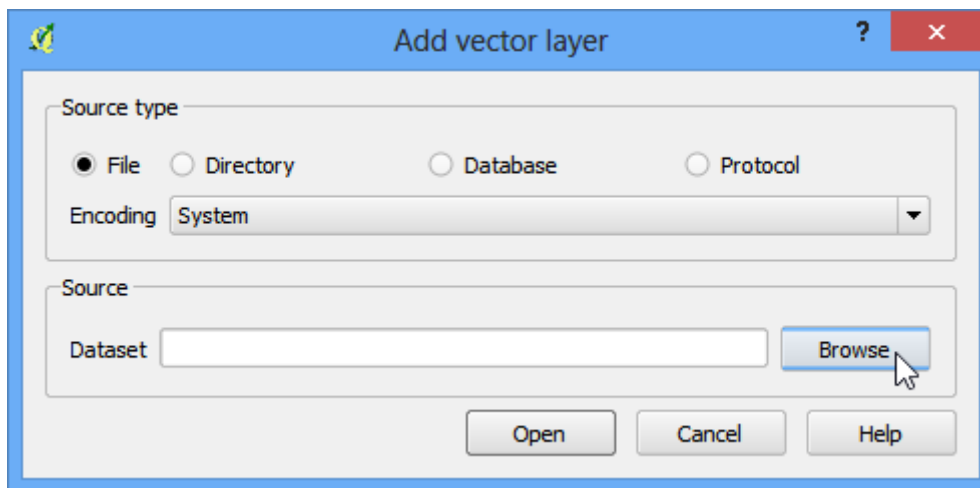 Add vector layer ?
Source type
File Directory Database Protocol
Encoding System
Source
Dataset Browse
Open Cancel Help